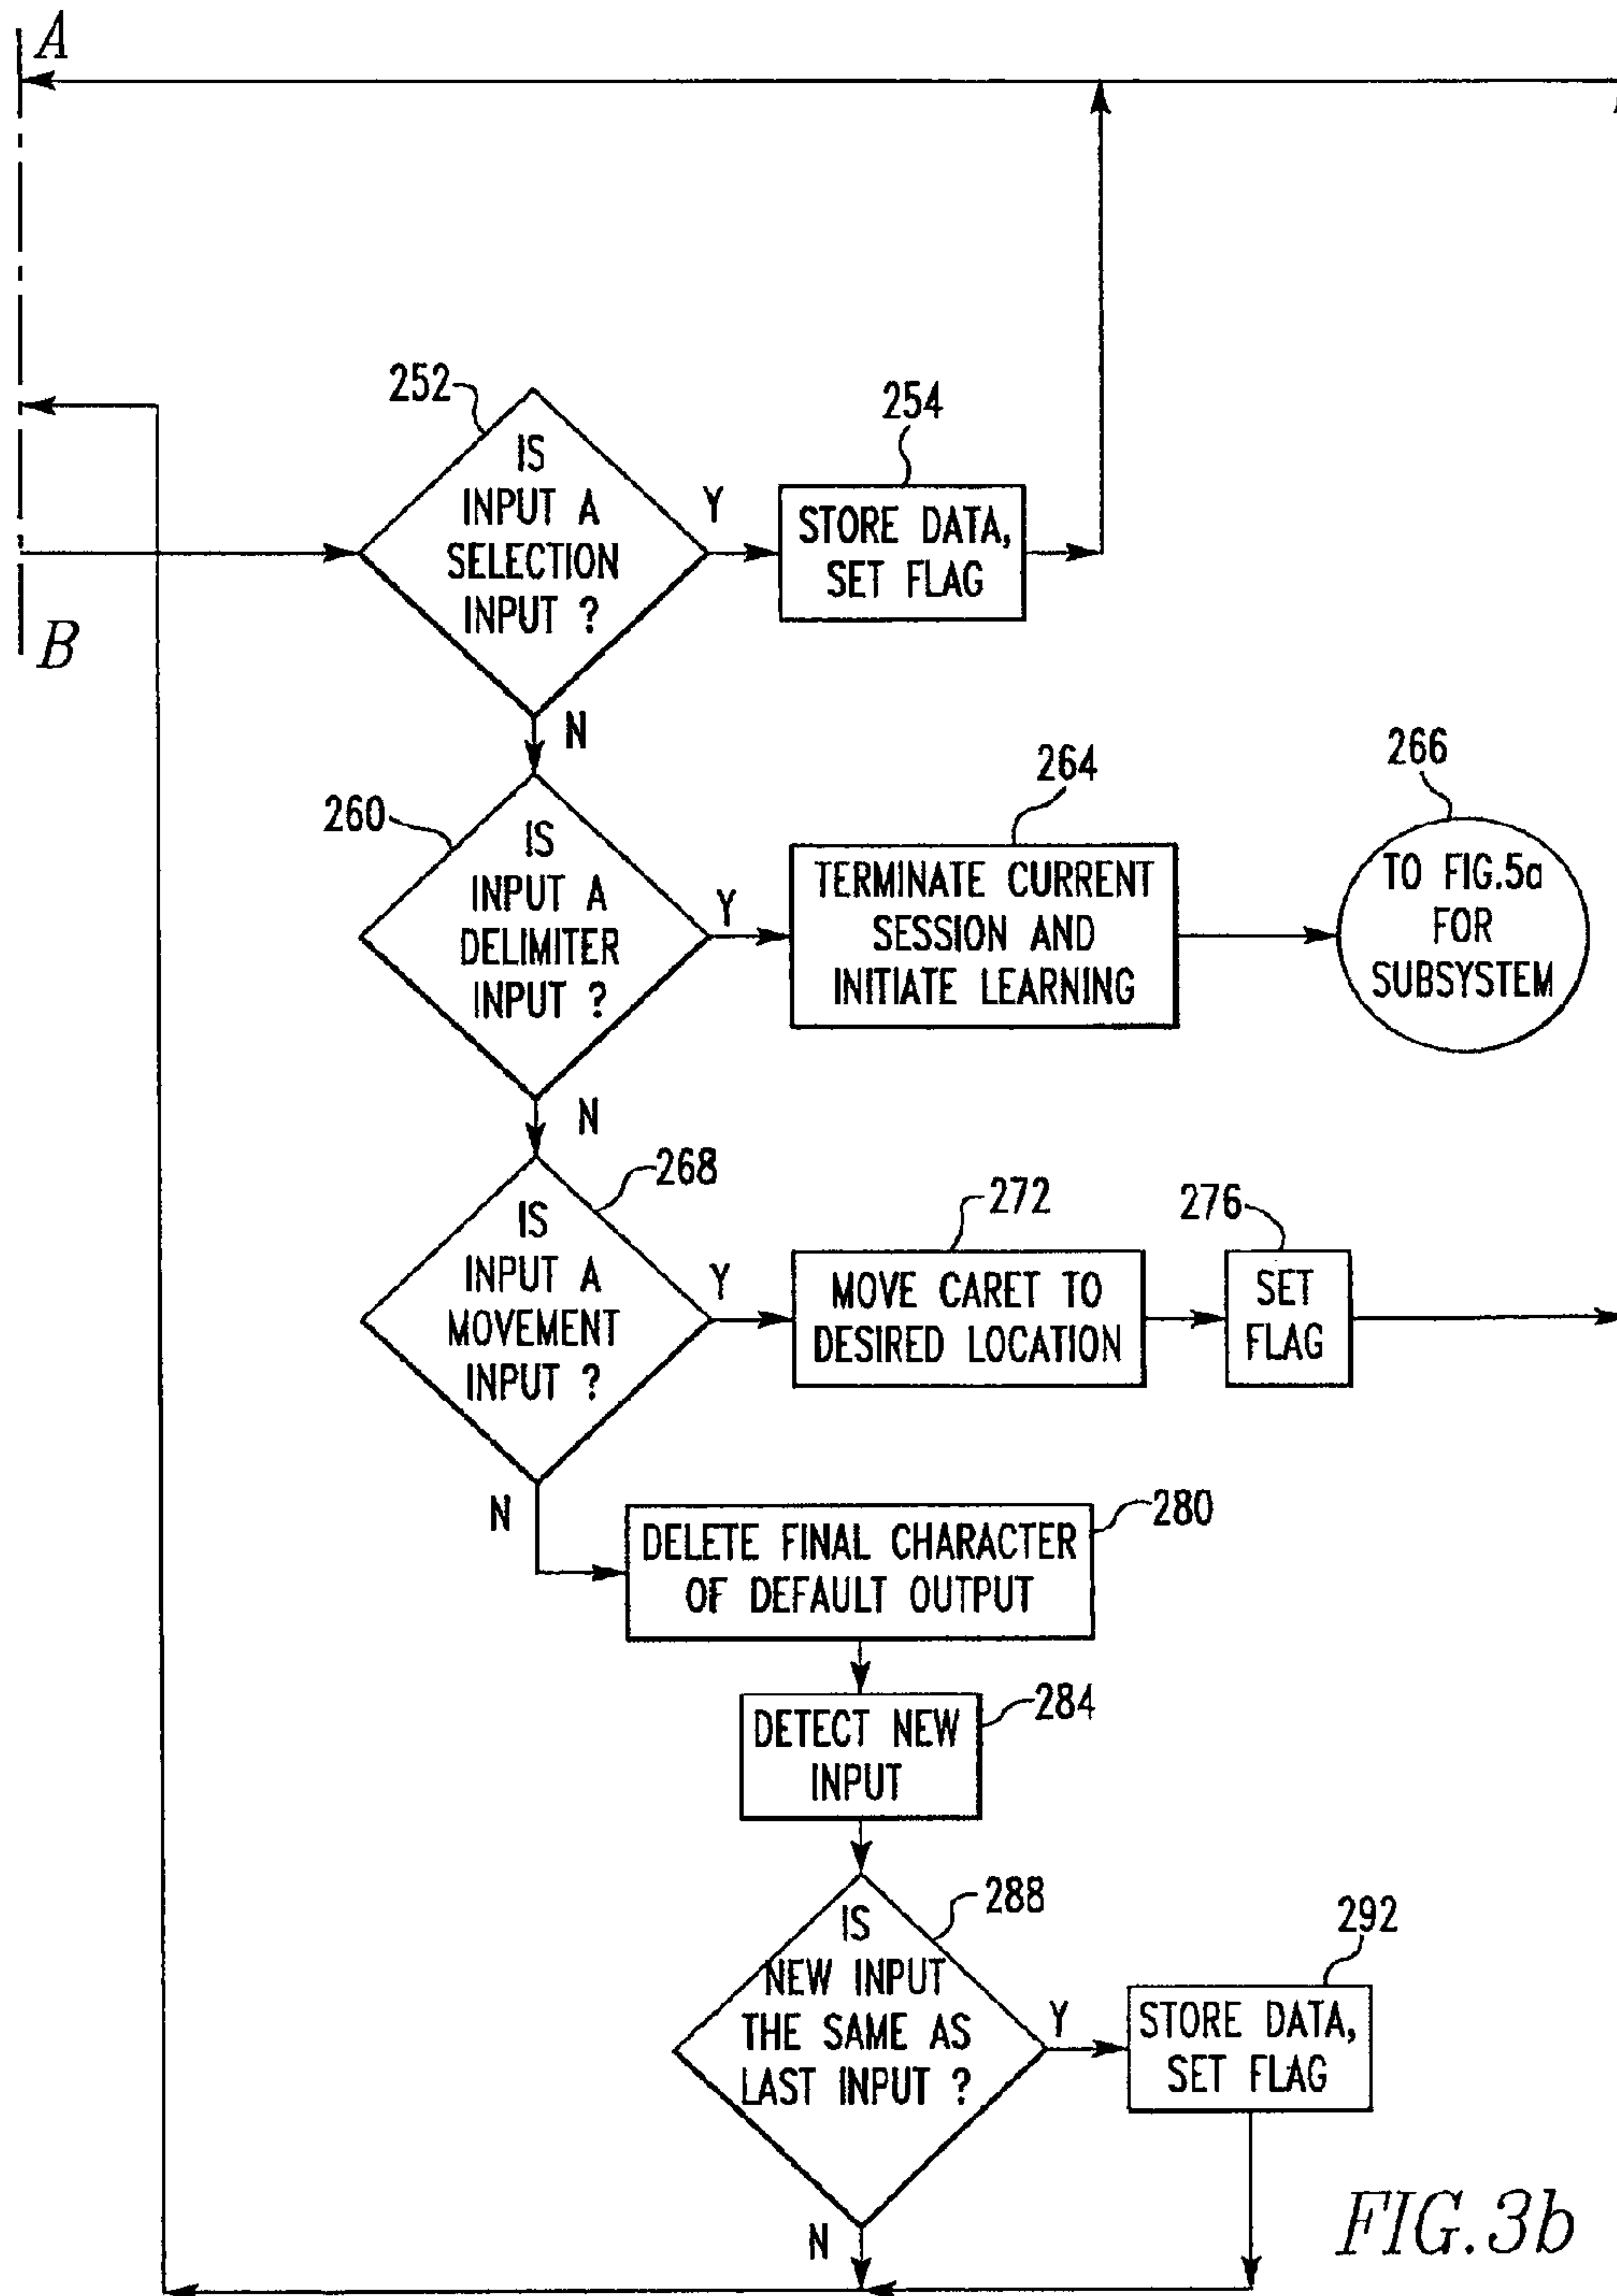 A
252
IS
INPUT A
SELECTION
INPUT ?
Y
254
STORE DATA,
SET FLAG
B
N
260
IS
INPUT A
DELIMITER
INPUT ?
Y
264
TERMINATE CURRENT
SESSION AND
INITIATE LEARNING
266
TO FIG.5a
FOR
SUBSYSTEM
N
268
IS
INPUT A
MOVEMENT
INPUT ?
Y
272
MOVE CARET TO
DESIRED LOCATION
276
SET
FLAG
N
280
DELETE FINAL CHARACTER
OF DEFAULT OUTPUT
284
DETECT NEW
INPUT
288
IS
NEW INPUT
THE SAME AS
LAST INPUT ?
Y
292
STORE DATA,
SET FLAG
N
FIG.3b